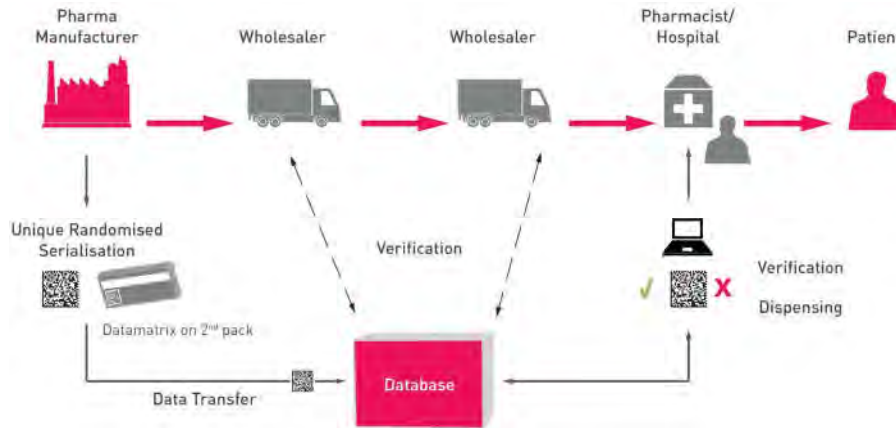 Pharma
Manufacturer
Wholesaler
Wholesaler
Pharmacist/
Hospital
Patien
Unique Randomised
Serialisation
Verification
Verification
Dispensing
Datamatrix on 2nd pack
Database
Data Transfer